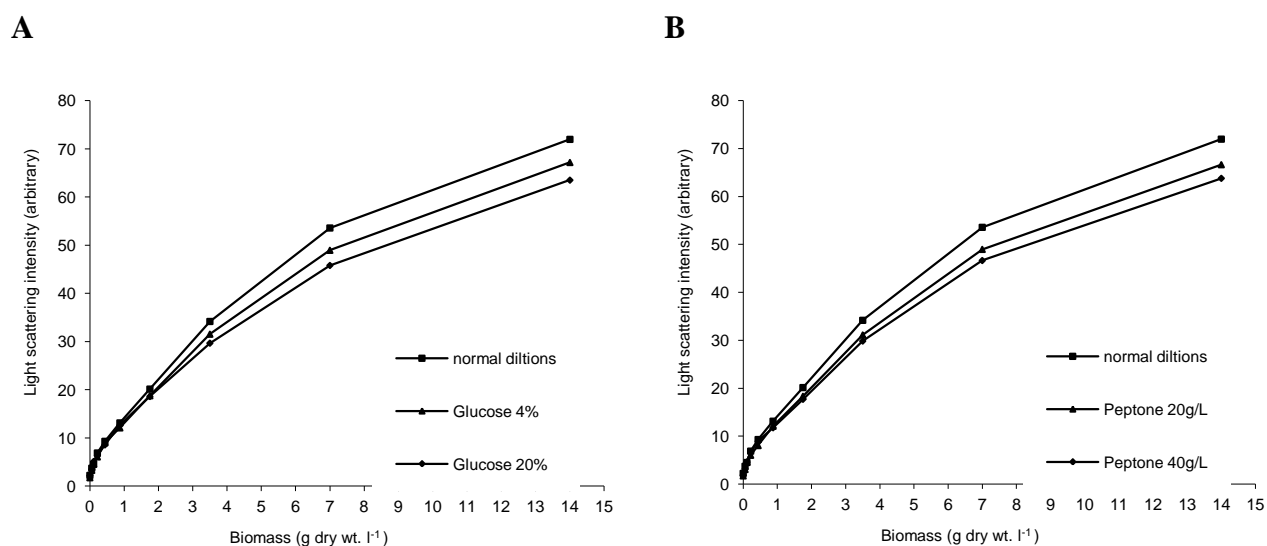 A
B
80
70
60
50
40
30
20
10
0
Light scattering intensity (arbitrary)
normal diltions
Glucose 4%
Glucose 20%
0 1 2 3 4 5 6 7 8 9 10 11 12 13 14 15
Biomass (g dry wt. l-1)
80
70
60
50
40
30
20
10
0
Light scattering intensity (arbitrary)
normal diltions
Peptone 20g/L
Peptone 40g/L
0 1 2 3 4 5 6 7 8 9 10 11 12 13 14 15
Biomass (g dry wt. l-1)